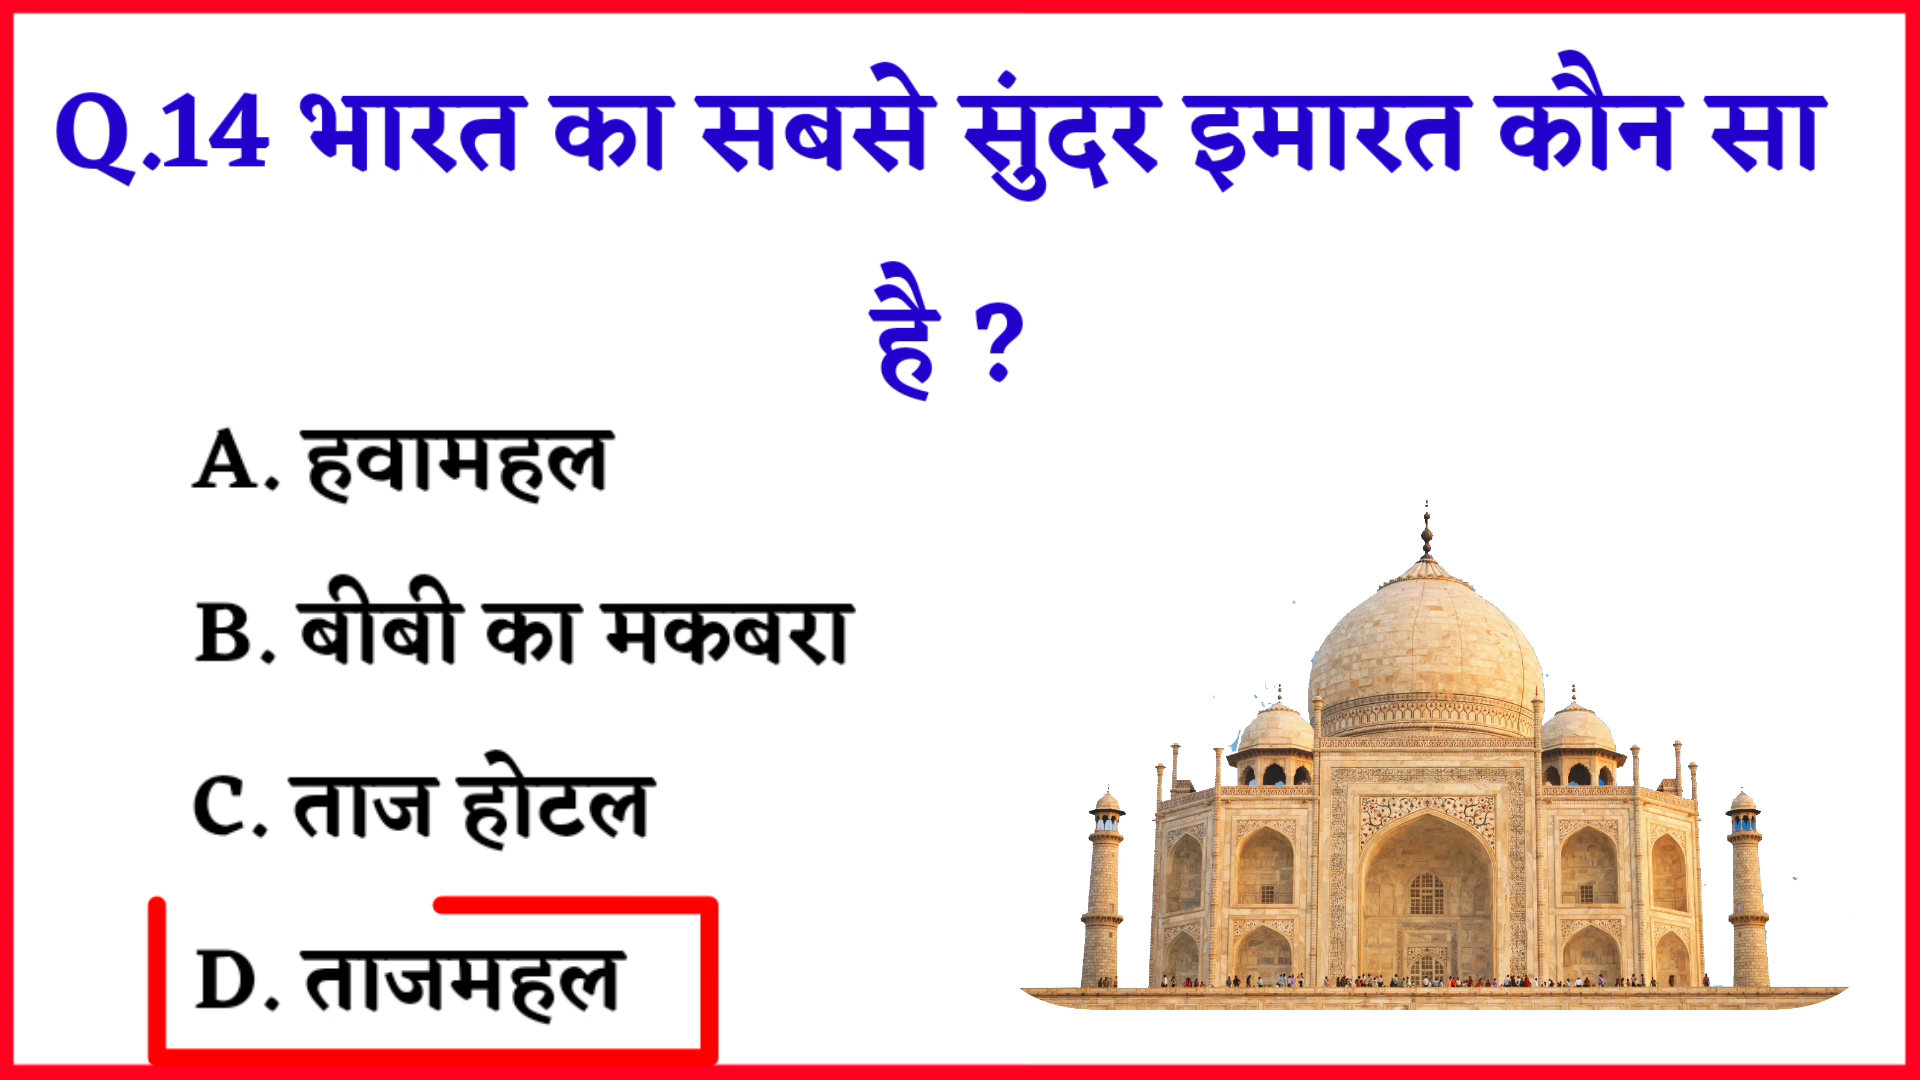 Q.14 भारत का सबसे सुंदर इमारत कौन सा
है ?
A. हवामहल
B. बीबी का मकबरा
C. ताज होटल
D. ताजमहल